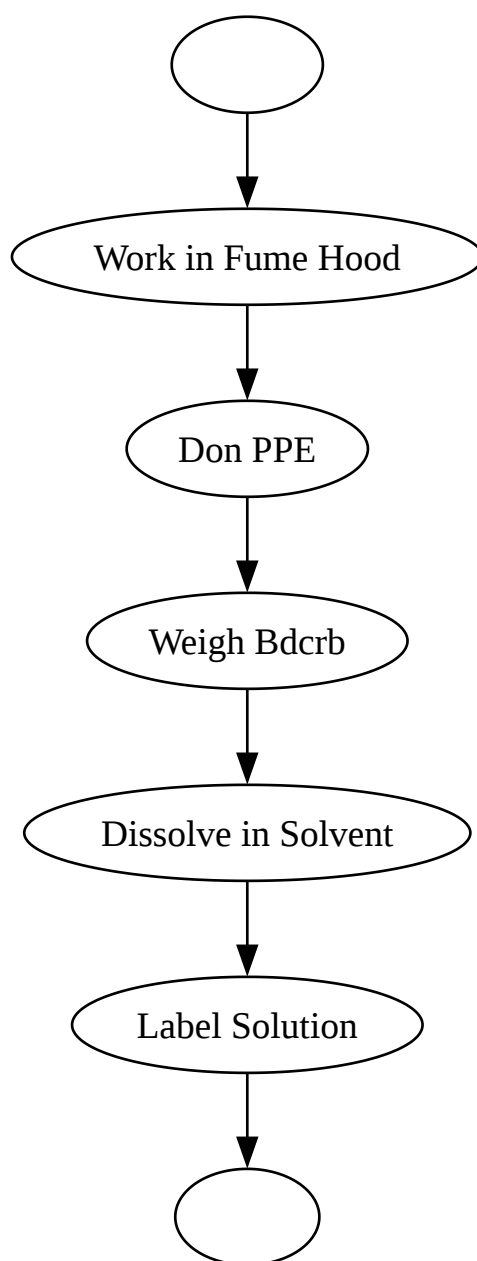 Work in Fume Hood
Don PPE
Weigh Bdcrb
Dissolve in Solvent
Label Solution